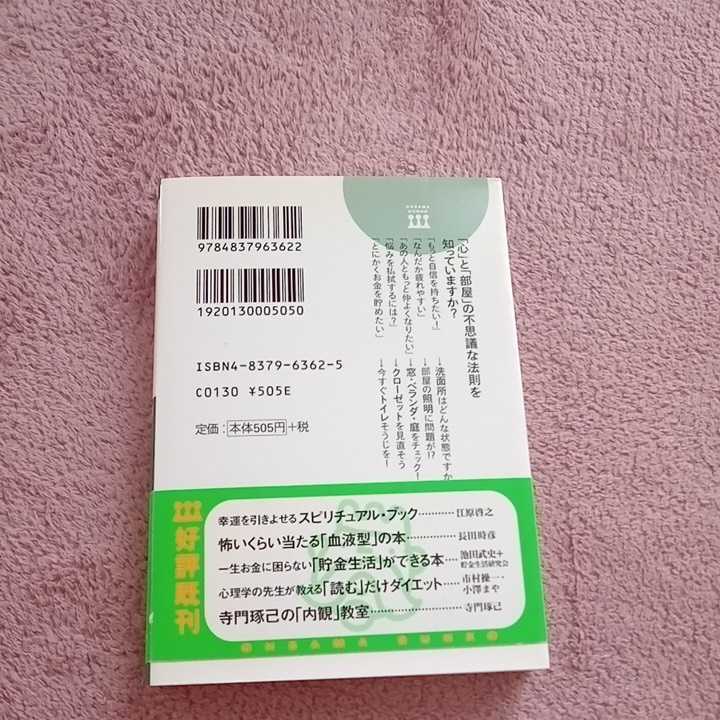 9784837963622
1920130005050
ISBN4-8379-6362-5
C0130 ¥505E
定価:本体505円+税
「心」と「部屋」の不思議な法則を
知っていますか?
「もっと自信を持ちたい!」→洗面所はどんな状態ですか
「なんだか疲れやすい」→部屋の照明に問題が!?
「あの人ともっと仲よくなりたい」→窓・ベランダ・庭をチェック!
「悩みを払拭するには?」→クローゼットを見直そう
「とにかくお金を貯めたい」→今すぐトイレそうじを!
好評既刊
幸運を引きよせるスピリチュアル・ブック…………江原啓之
怖いくらい当たる「血液型」の本…………長田時彦
一生お金に困らない「貯金生活」ができる本…………池田武史+
貯金生活研究会
心理学の先生が教える「読む」だけダイエット…………市村操一・
小澤まや
寺門琢己の「内観」教室…………寺門琢己